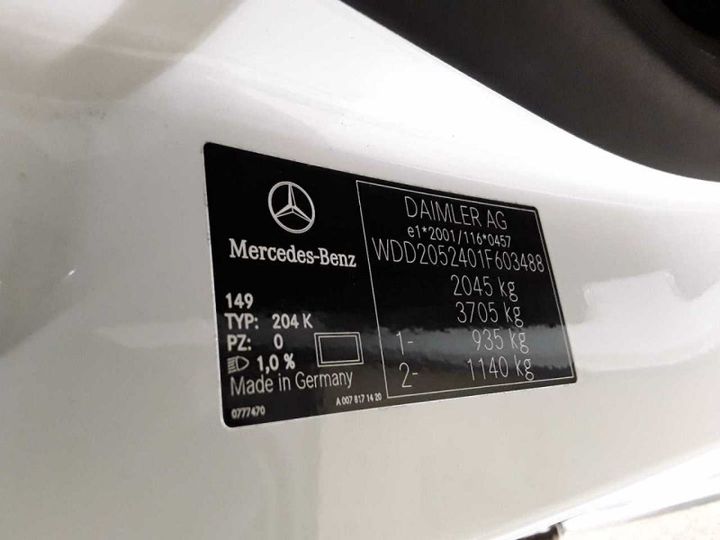 Mercedes-Benz
149
TYP: 204 K
PZ: 0
1,0 %
Made in Germany
0777470
A 007 817 14 20
DAIMLER AG
e1*2001/116*0457
WDD2052401F603488
2045 kg
3705 kg
1- 935 kg
2- 1140 kg